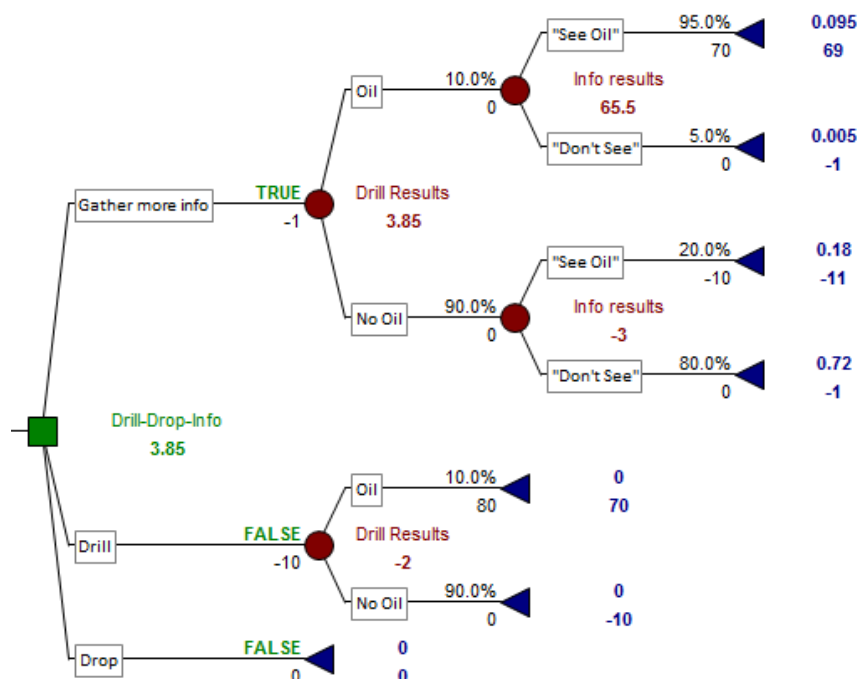 "See Oil" 95.0% 0.095
70 69
Oil 10.0% Info results
0 65.5
"Don't See" 5.0% 0.005
0 -1
Gather more info TRUE Drill Results
-1 3.85
"See Oil" 20.0% 0.18
-10 -11
No Oil 90.0% Info results
0 -3
"Don't See" 80.0% 0.72
0 -1
Drill-Drop-Info
3.85
Oil 10.0% 0
80 70
Drill FALSE Drill Results
-10 -2
No Oil 90.0% 0
0 -10
Drop FALSE 0
0 0